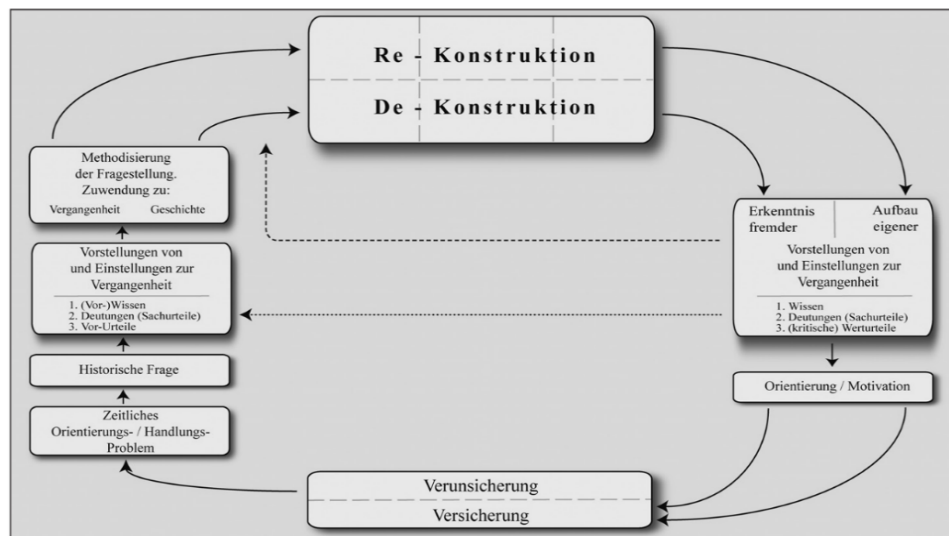 Re - Konstruktion
De - Konstruktion
Methodisierung
der Fragestellung.
Zuwendung zu:
Vergangenheit Geschichte
Vorstellungen von
und Einstellungen zur
Vergangenheit
1. (Vor-)Wissen
2. Deutungen (Sachurteile)
3. Vor-Urteile
Historische Frage
Zeitliches
Orientierungs- / Handlungs-
Problem
Erkenntnis
fremder
Aufbau
eigener
Vorstellungen von
und Einstellungen zur
Vergangenheit
1. Wissen
2. Deutungen (Sachurteile)
3. (kritische) Werturteile
Orientierung / Motivation
Verunsicherung
Versicherung